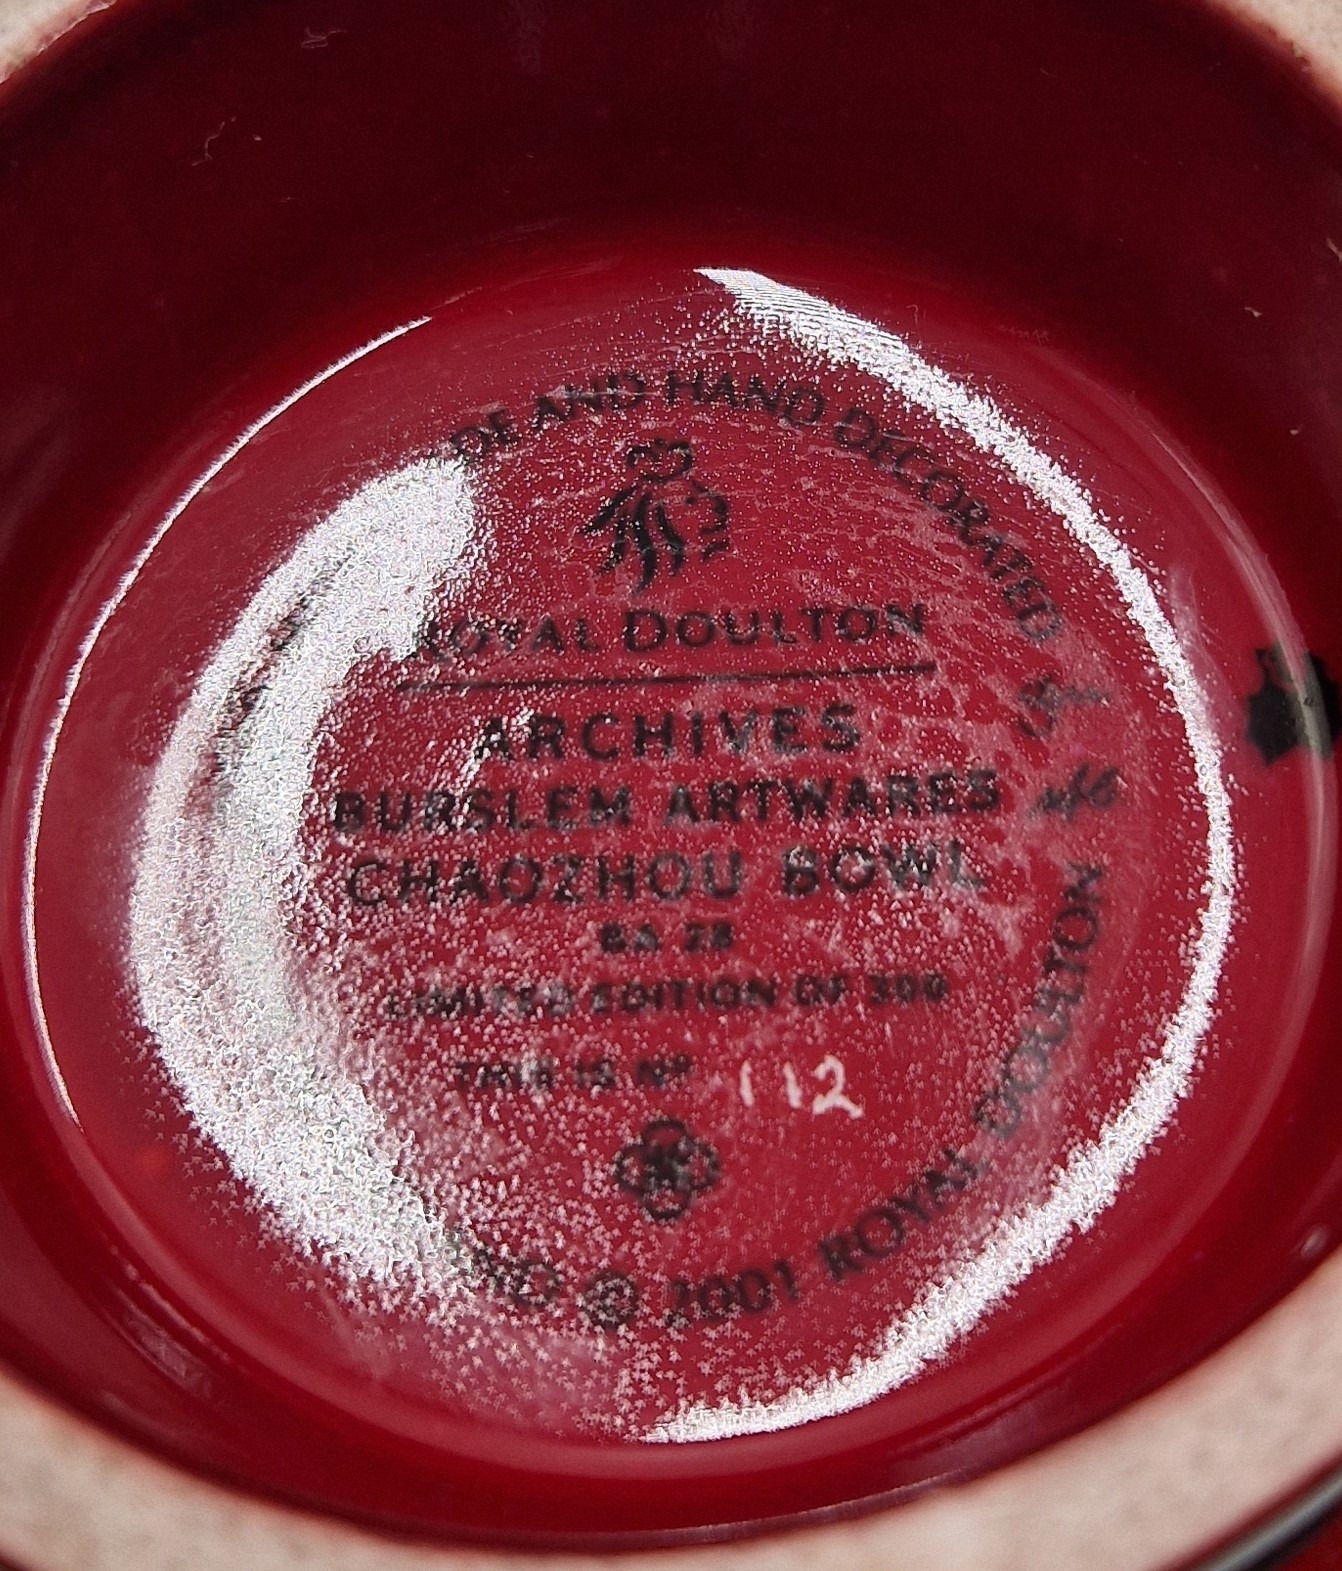 DE AND HAND DECORATED
ROYAL DOULTON
ARCHIVES
BURSLEM ARTWARES
CHAOZHOU BOWL
BA 28
LIMITED EDITION OF 300
THIS IS Nº 112
© 2001 ROYAL DOULTON